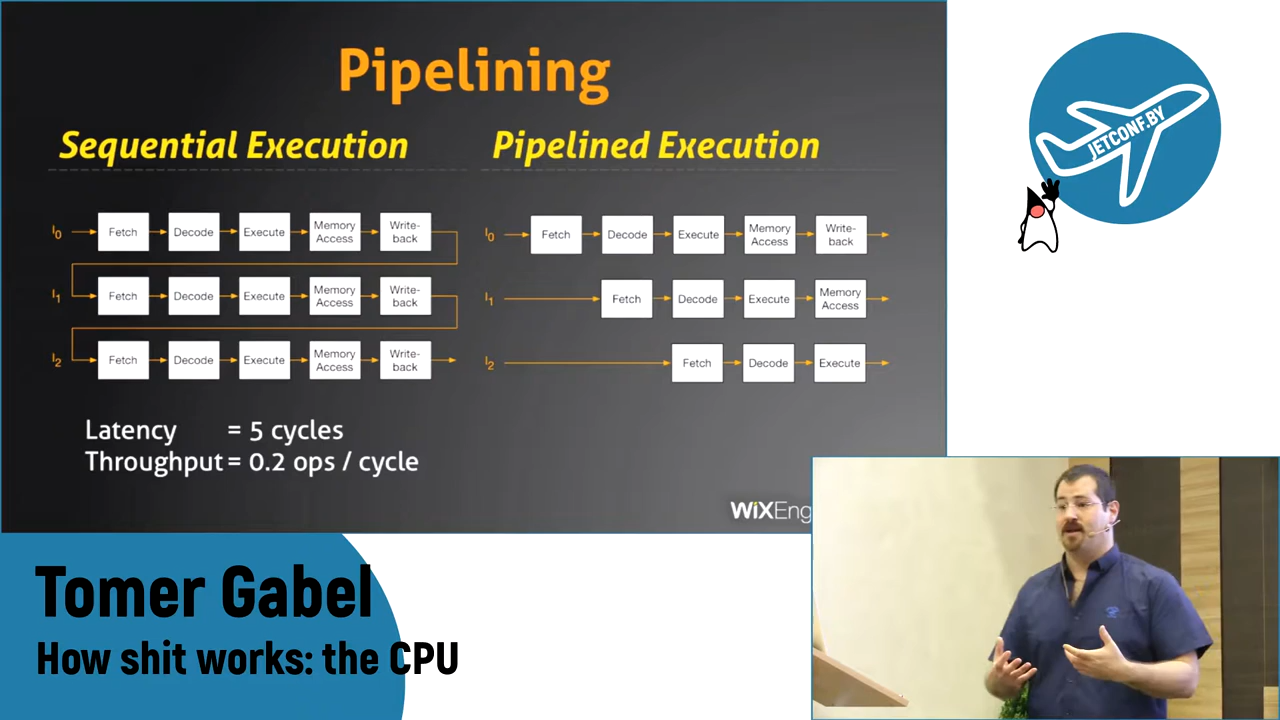 Pipelining
Sequential Execution
I0 Fetch Decode Execute Memory Access Write-back
I1 Fetch Decode Execute Memory Access Write-back
I2 Fetch Decode Execute Memory Access Write-back
Latency = 5 cycles
Throughput = 0.2 ops / cycle
Pipelined Execution
I0 Fetch Decode Execute Memory Access Write-back
I1 Fetch Decode Execute Memory Access
I2 Fetch Decode Execute
WiXEng
JETCONF.BY
Tomer Gabel
How shit works: the CPU